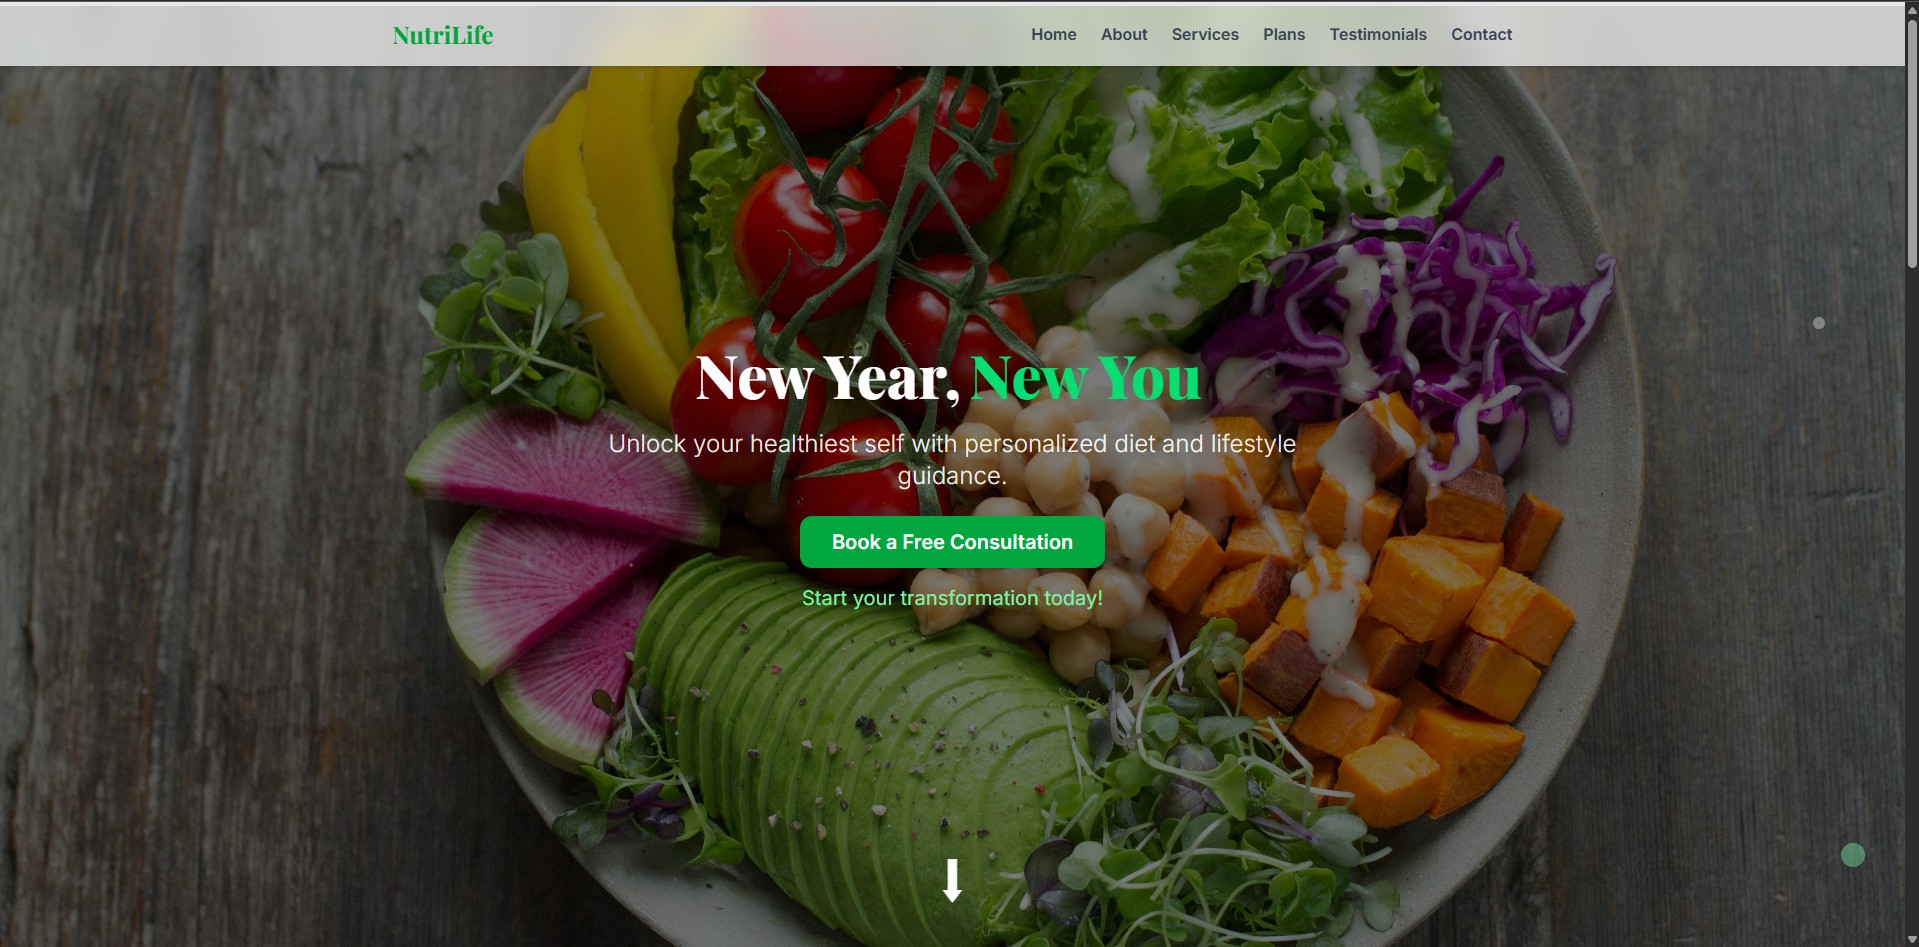 NutriLife
Home About Services Plans Testimonials Contact
New Year, New You
Unlock your healthiest self with personalized diet and lifestyle
guidance.
Book a Free Consultation
Start your transformation today!